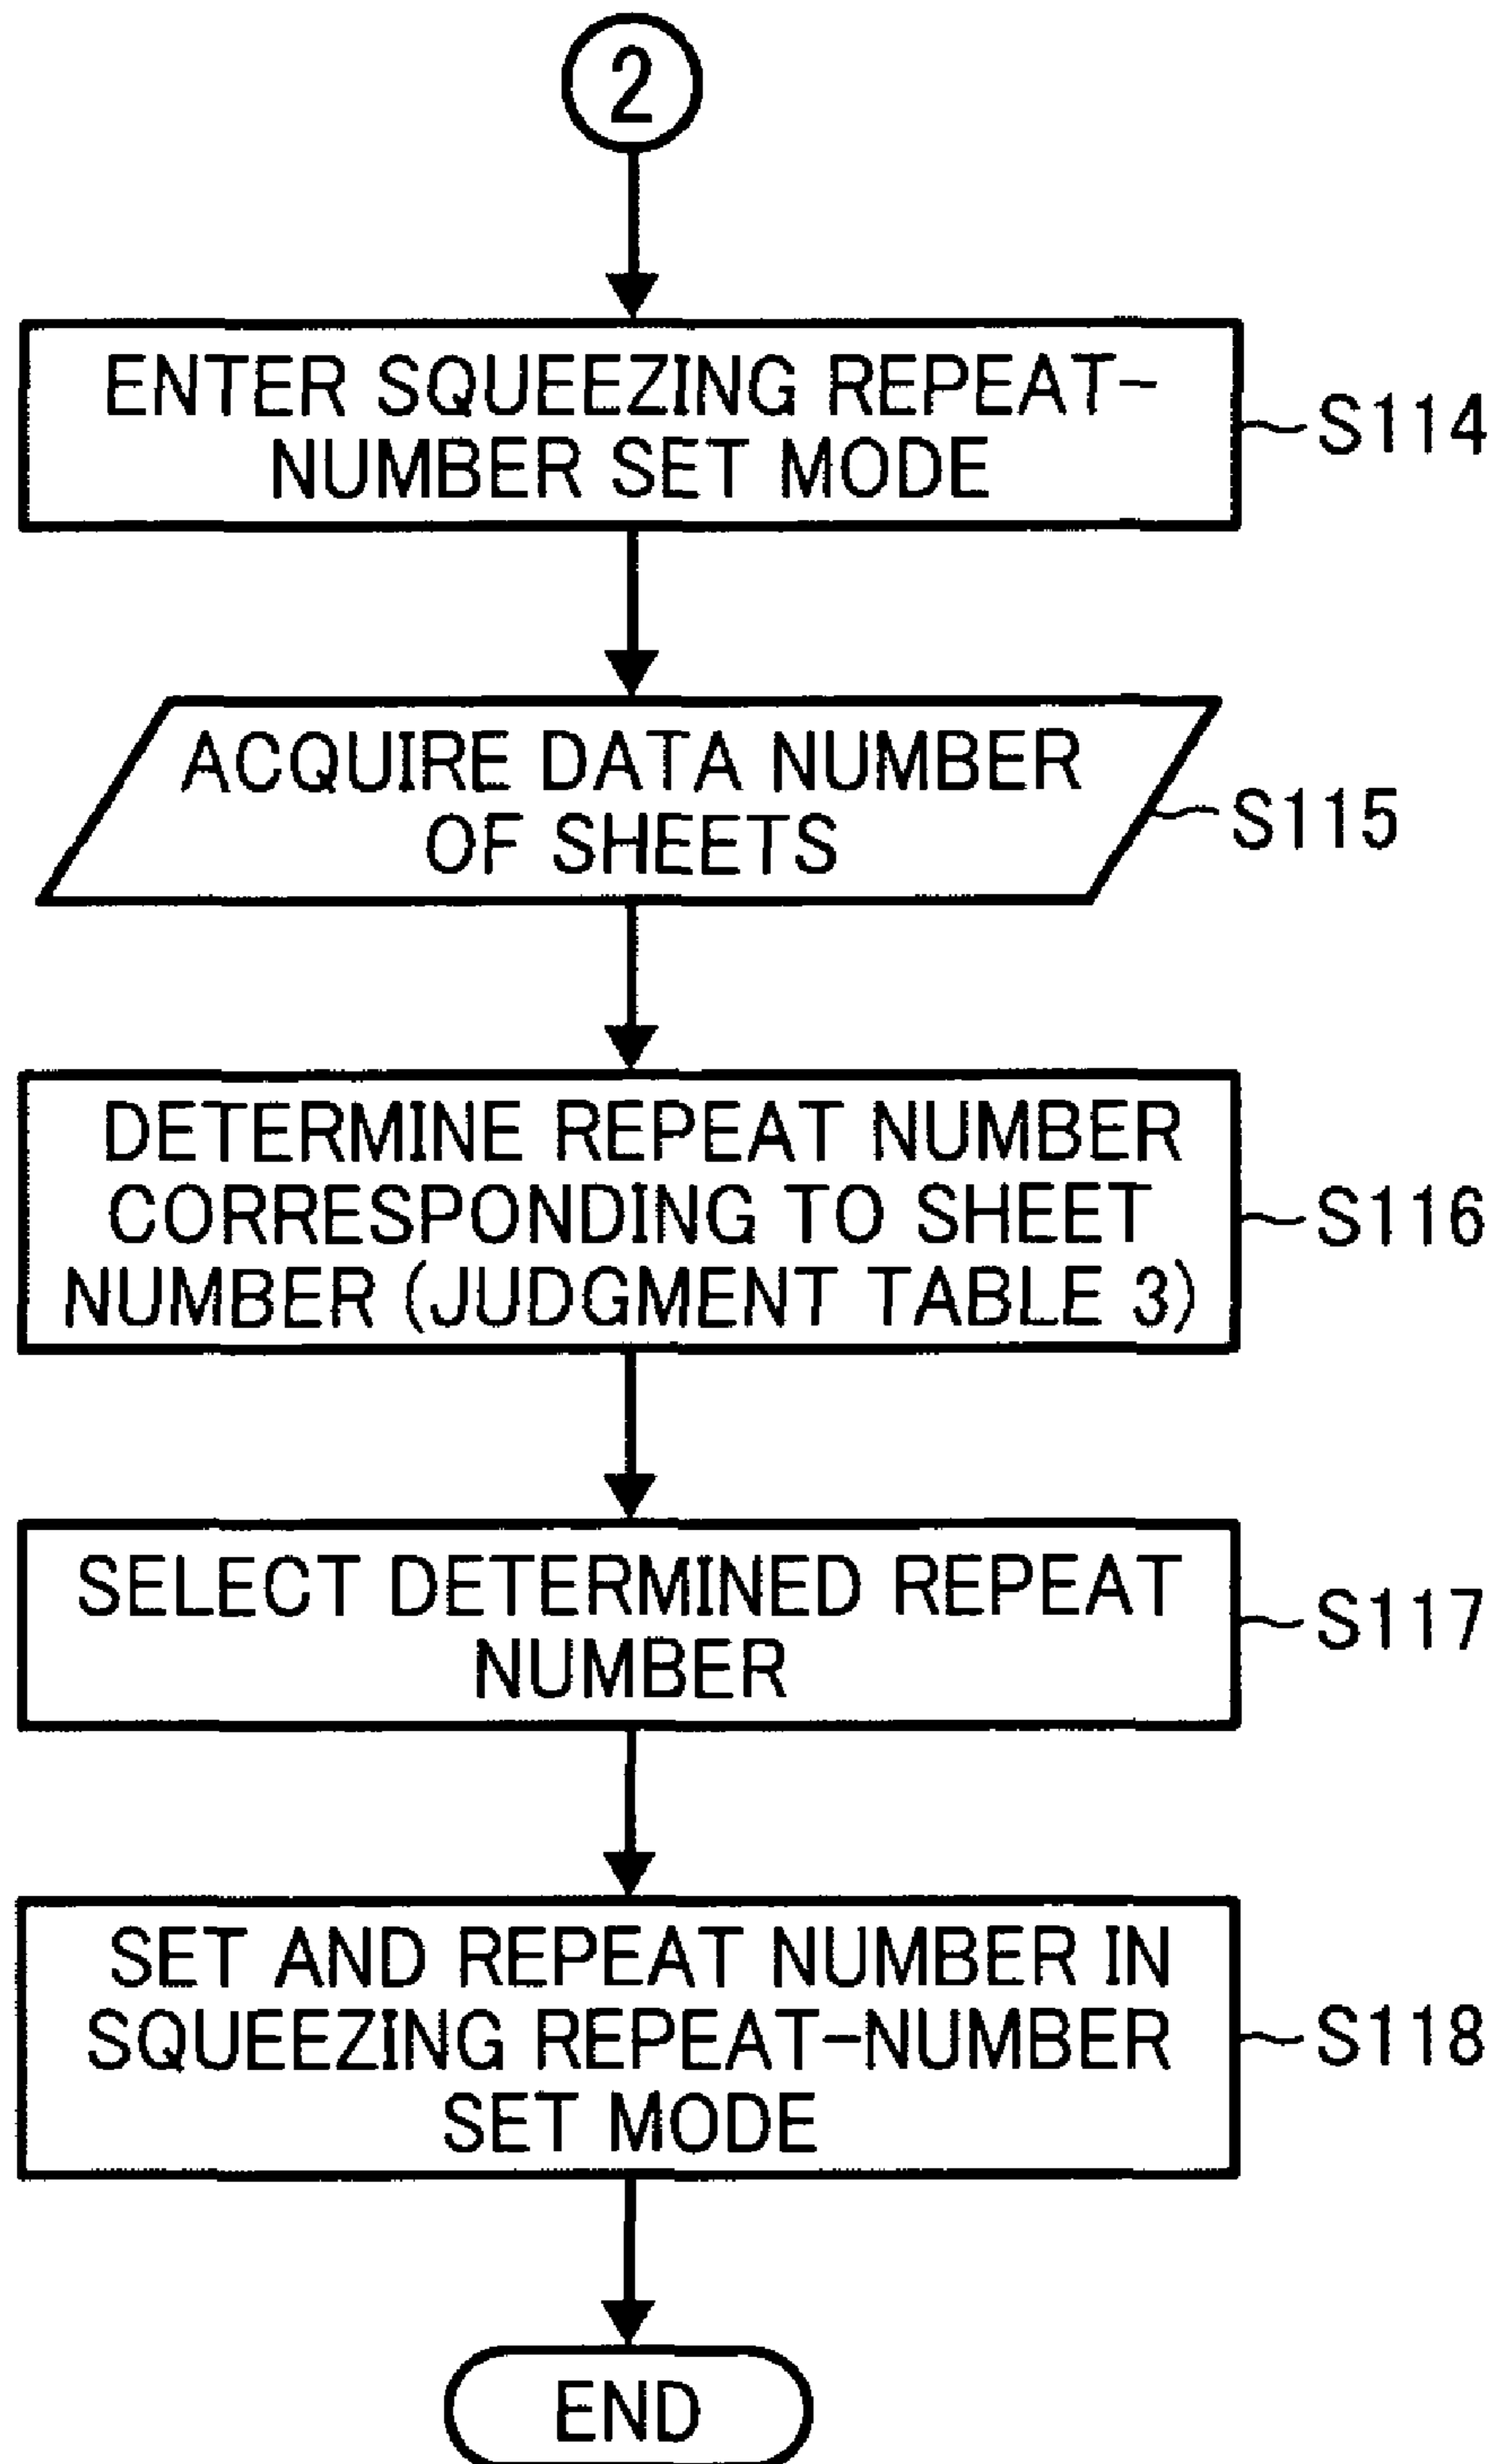 2
ENTER SQUEEZING REPEAT-
NUMBER SET MODE
S114
ACQUIRE DATA NUMBER
OF SHEETS
S115
DETERMINE REPEAT NUMBER
CORRESPONDING TO SHEET
NUMBER (JUDGMENT TABLE 3)
S116
SELECT DETERMINED REPEAT
NUMBER
S117
SET AND REPEAT NUMBER IN
SQUEEZING REPEAT-NUMBER
SET MODE
S118
END